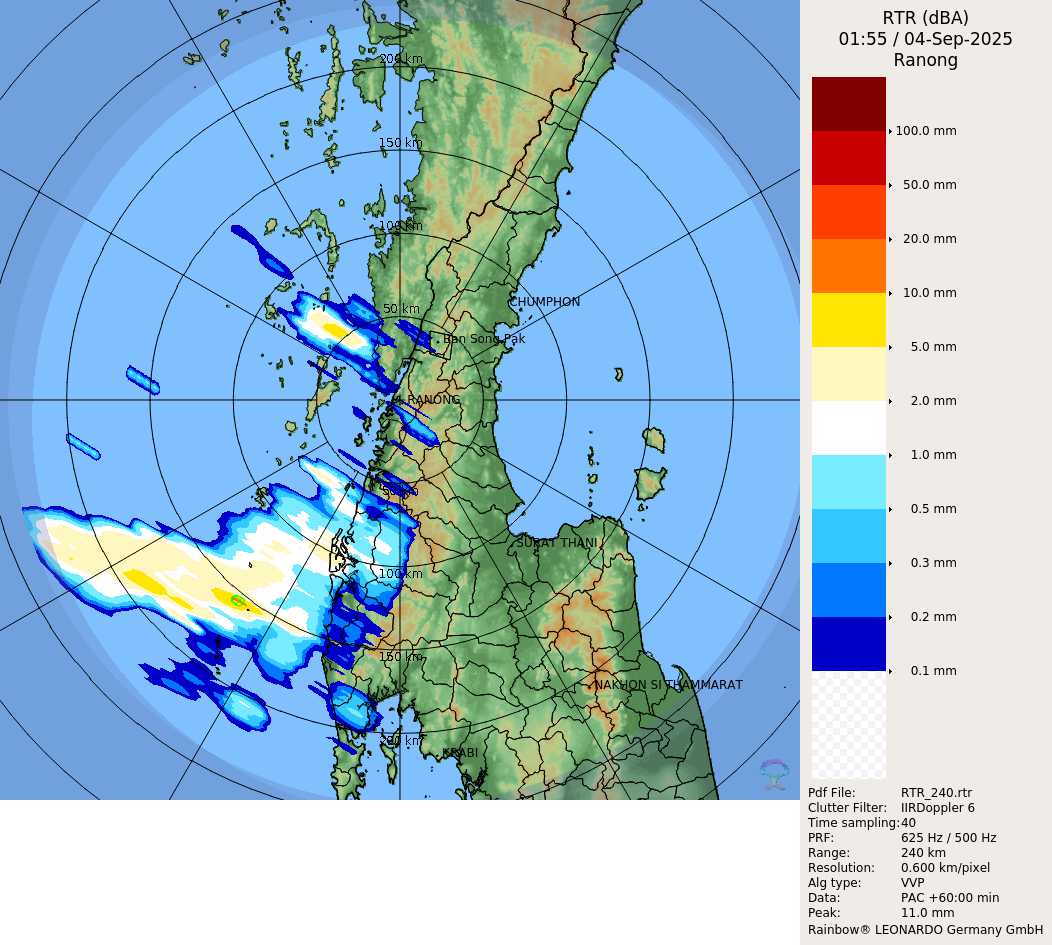 RTR (dBA)
01:55 / 04-Sep-2025
Ranong
100.0 mm
50.0 mm
20.0 mm
10.0 mm
5.0 mm
2.0 mm
1.0 mm
0.5 mm
0.3 mm
0.2 mm
0.1 mm
200 km
150 km
100 km
CHUMPHON
50 km
Ban Song Pak
RANONG
50 km
SURAT THANI
100 km
150 km
NAKHON SI THAMMARAT
200 km
KRABI
Pdf File: RTR_240.rtr
Clutter Filter: IIRDoppler 6
Time sampling: 40
PRF: 625 Hz / 500 Hz
Range: 240 km
Resolution: 0.600 km/pixel
Alg type: VVP
Data: PAC +60:00 min
Peak: 11.0 mm
Rainbow® LEONARDO Germany GmbH